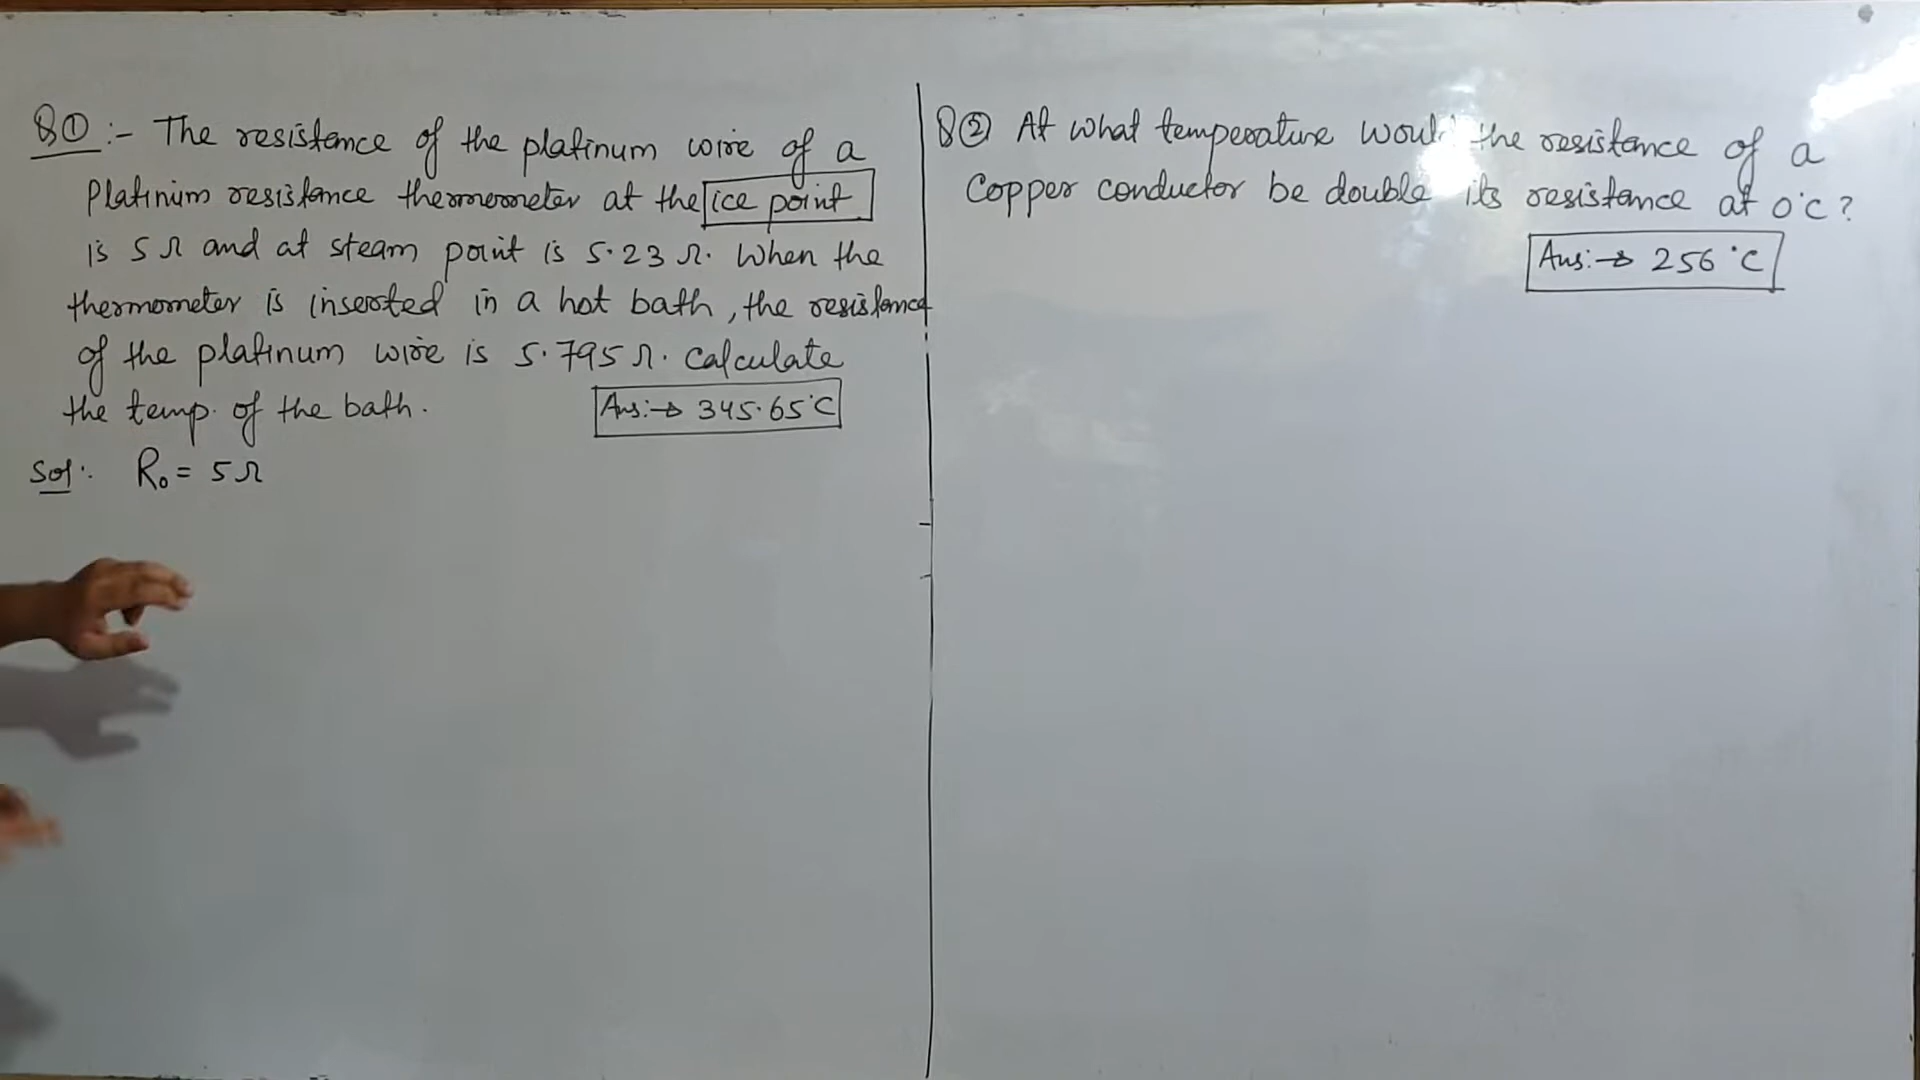 Q①:- The resistance of the platinum wire of a
Platinum resistance thermometer at the ice point
is 5 Ω and at steam point is 5.23 Ω. When the
thermometer is inserted in a hot bath, the resistance
of the platinum wire is 5.795 Ω. Calculate
the temp. of the bath.
Ans:→ 345.65°C
Sol:. R₀ = 5 Ω
Q② At what temperature would the resistance of a
Copper conductor be double its resistance at 0°C?
Ans:→ 256°C